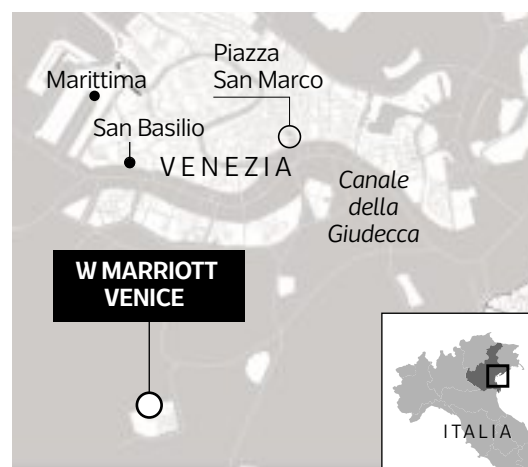 Piazza
San Marco
Marittima
San Basilio
VENEZIA
Canale
della
Giudecca
W MARRIOTT
VENICE
ITALIA